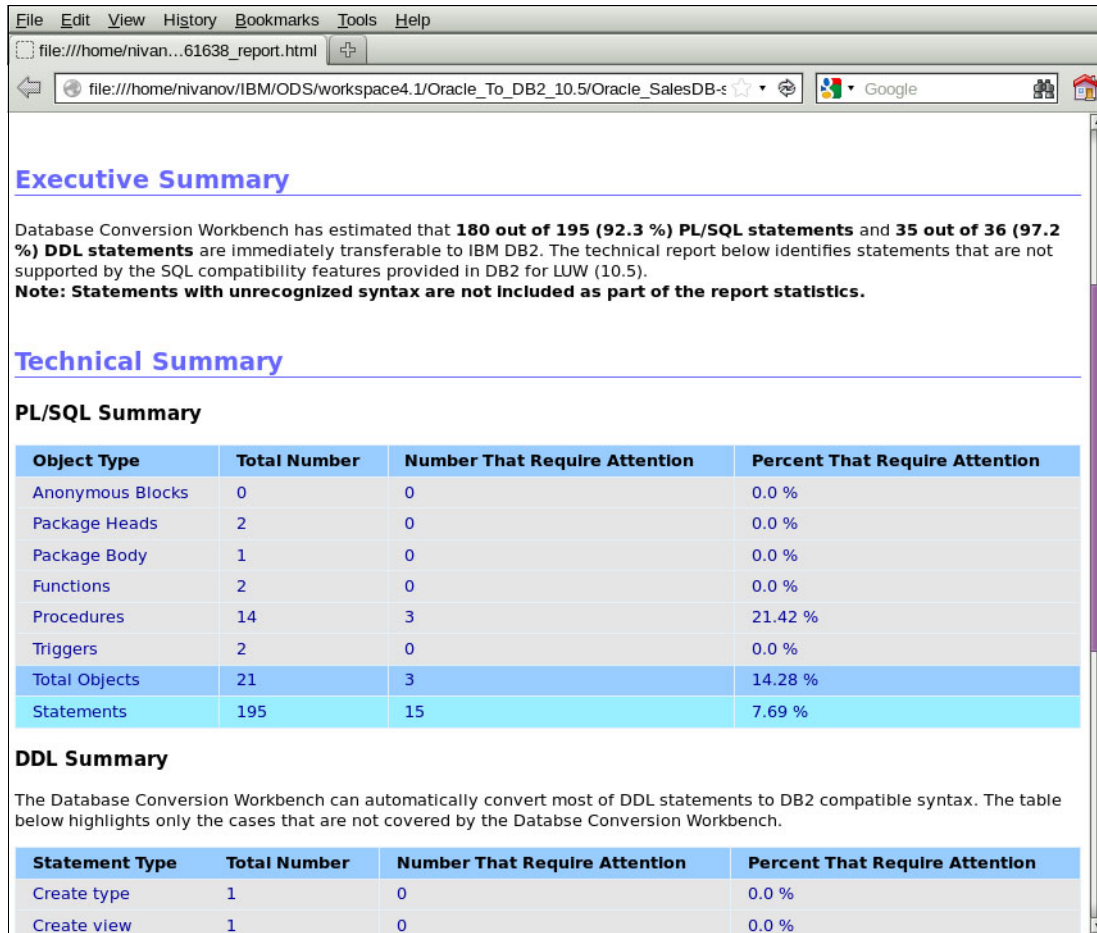 File Edit View History Bookmarks Tools Help
file:///home/nivan...61638_report.html
file:///home/nivanov/IBM/ODS/workspace4.1/Oracle_To_DB2_10.5/Oracle_SalesDB-s
Google
Executive Summary
Database Conversion Workbench has estimated that 180 out of 195 (92.3 %) PL/SQL statements and 35 out of 36 (97.2
%) DDL statements are immediately transferable to IBM DB2. The technical report below identifies statements that are not
supported by the SQL compatibility features provided in DB2 for LUW (10.5).
Note: Statements with unrecognized syntax are not included as part of the report statistics.
Technical Summary
PL/SQL Summary
Object Type Total Number Number That Require Attention Percent That Require Attention
Anonymous Blocks 0 0 0.0 %
Package Heads 2 0 0.0 %
Package Body 1 0 0.0 %
Functions 2 0 0.0 %
Procedures 14 3 21.42 %
Triggers 2 0 0.0 %
Total Objects 21 3 14.28 %
Statements 195 15 7.69 %
DDL Summary
The Database Conversion Workbench can automatically convert most of DDL statements to DB2 compatible syntax. The table
below highlights only the cases that are not covered by the Databse Conversion Workbench.
Statement Type Total Number Number That Require Attention Percent That Require Attention
Create type 1 0 0.0 %
Create view 1 0 0.0 %